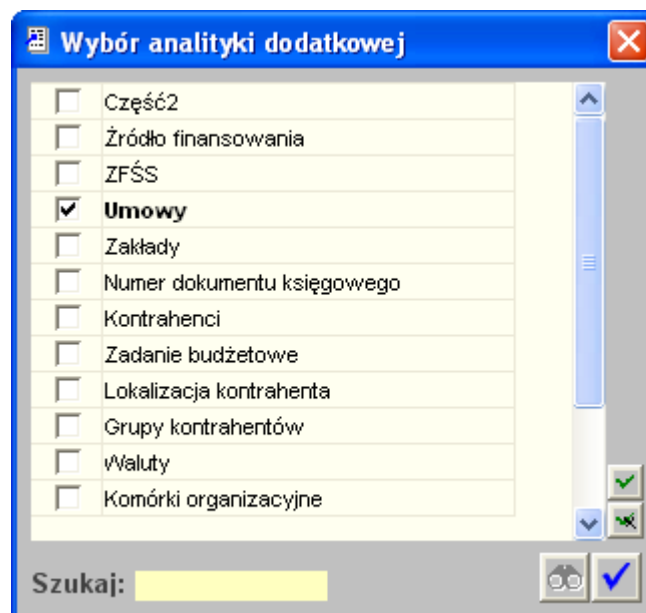 Wybór analityki dodatkowej
Część2
Żródło finansowania
ZFŚS
Umowy
Zakłady
Numer dokumentu księgowego
Kontrahenci
Zadanie budżetowe
Lokalizacja kontrahenta
Grupy kontrahentów
Waluty
Komórki organizacyjne
Szukaj: